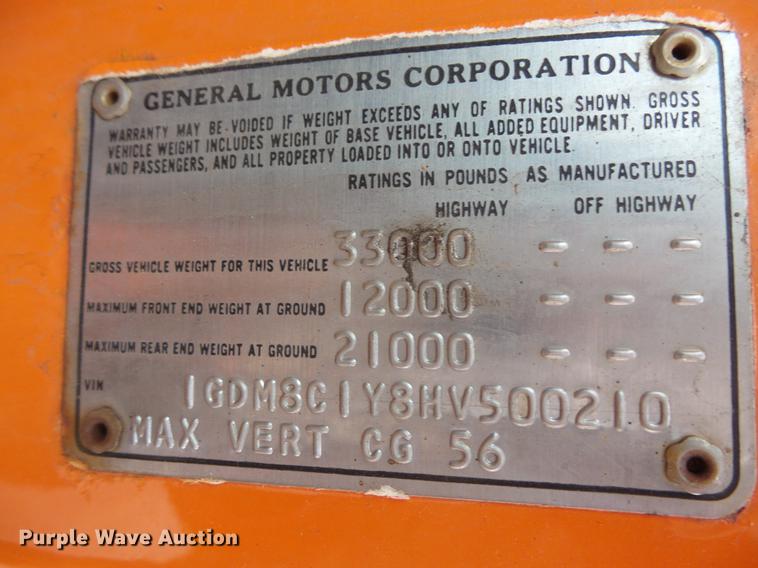 GENERAL MOTORS CORPORATION
WARRANTY MAY BE VOIDED IF WEIGHT EXCEEDS ANY OF RATINGS SHOWN. GROSS
VEHICLE WEIGHT INCLUDES WEIGHT OF BASE VEHICLE, ALL ADDED EQUIPMENT, DRIVER
AND PASSENGERS, AND ALL PROPERTY LOADED INTO OR ONTO VEHICLE.
RATINGS IN POUNDS AS MANUFACTURED
HIGHWAY OFF HIGHWAY
GROSS VEHICLE WEIGHT FOR THIS VEHICLE 33000 - - -
MAXIMUM FRONT END WEIGHT AT GROUND 12000 - - -
MAXIMUM REAR END WEIGHT AT GROUND 21000 - - -
VIN 1GDM8C1Y8HV500210
MAX VERT CG 56
Purple Wave Auction